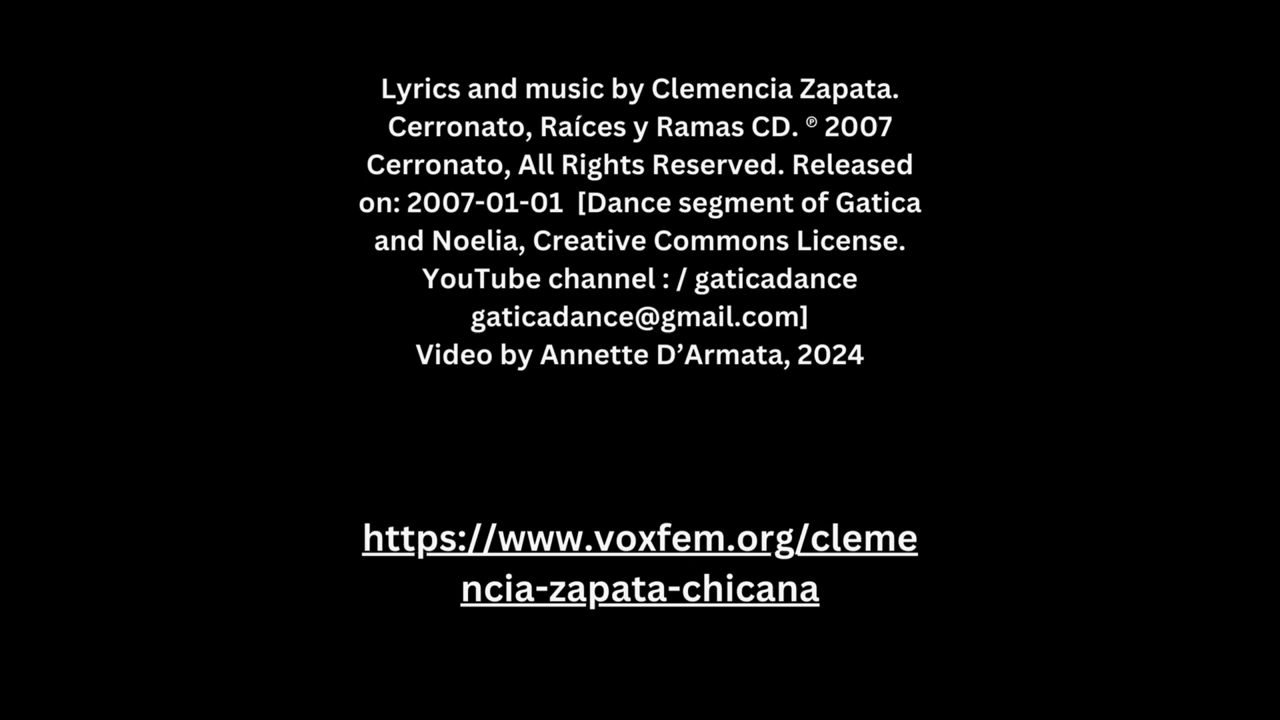 Lyrics and music by Clemencia Zapata.
Cerronato, Raíces y Ramas CD. ℗ 2007
Cerronato, All Rights Reserved. Released
on: 2007-01-01  [Dance segment of Gatica
and Noelia, Creative Commons License.
YouTube channel : / gaticadance
gaticadance@gmail.com]
Video by Annette D’Armata, 2024
https://www.voxfem.org/cleme
ncia-zapata-chicana